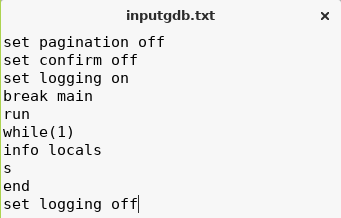 inputgdb.txt
set pagination off
set confirm off
set logging on
break main
run
while(1)
info locals
s
end
set logging off